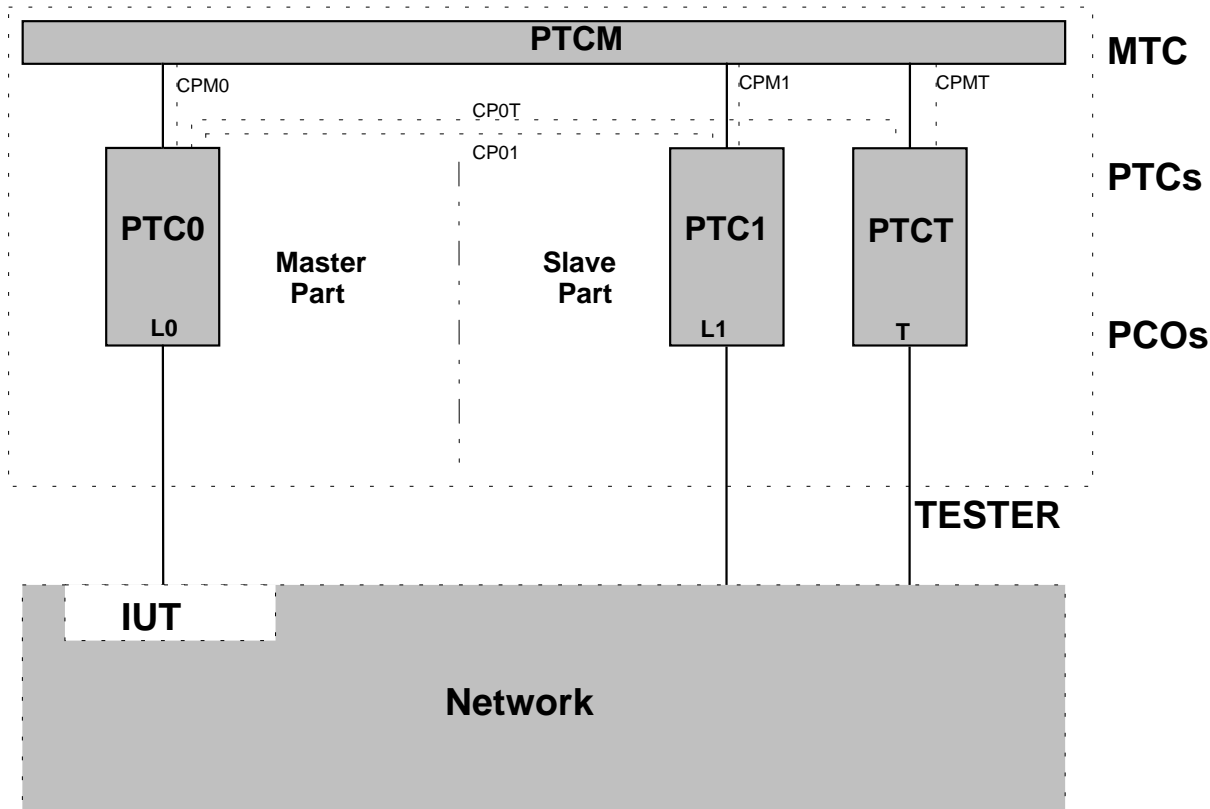 PTCM
MTC
CPM0
CPM1
CPMT
CP0T
CP01
PTCs
PTC0
PTC1
PTCT
Master
Part
Slave
Part
L0
L1
T
PCOs
TESTER
IUT
Network